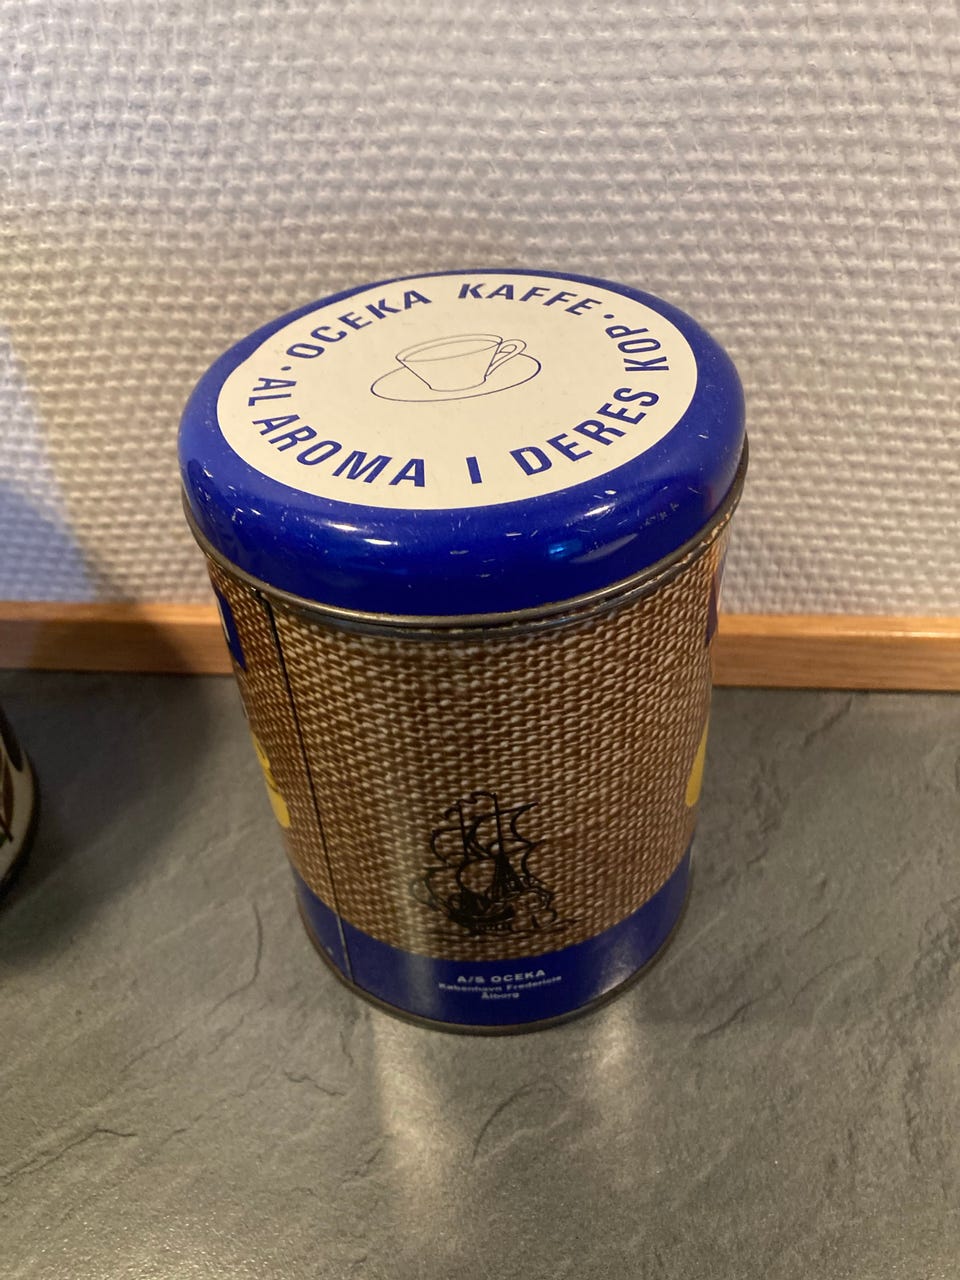 OCEKA KAFFE ·
AL AROMA I DERES KOP ·
A/S OCEKA
København Fredericia
Ålborg